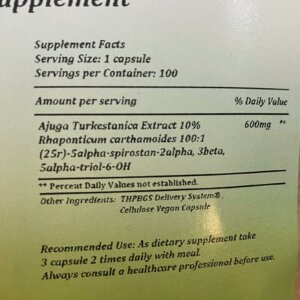 upplement
Supplement Facts
Serving Size: 1 capsule
Servings per Container: 100
Amount per serving % Daily Value
Ajuga Turkestanica Extract 10% 600mg **
Rhaponticum carthamoides 100:1
(25r)-5alpha-spirostan-2alpha, 3beta,
5alpha-triol-6-OH
** Percent Daily Values not established.
Other Ingredients: THPBGS Delivery System®,
Cellulose Vegan Capsule
Recommended Use: As dietary supplement take
3 capsule 2 times daily with meal.
Always consult a healthcare professional before use.